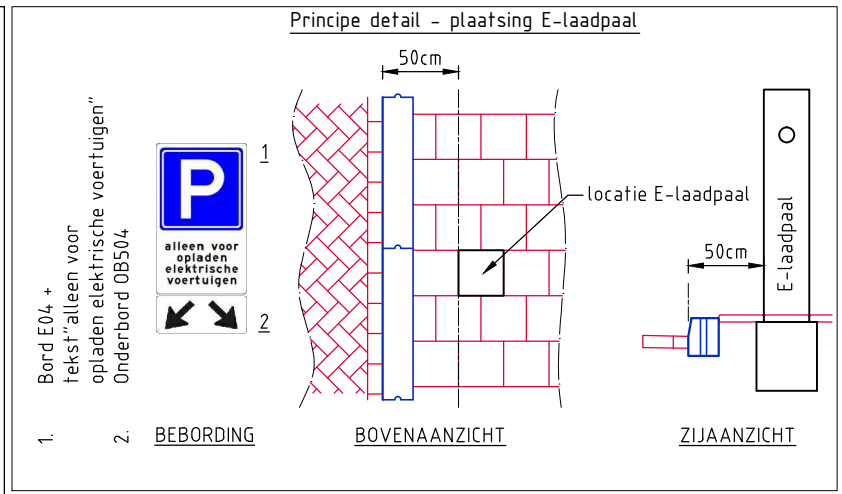 Principe detail - plaatsing E-laadpaal
1. Bord E04 +
tekst"alleen voor
opladen elektrische voertuigen"
2. Onderbord OB504
P
alleen voor
opladen
elektrische
voertuigen
1
2
BEBORDING
50cm
locatie E-laadpaal
BOVENAANZICHT
50cm
E-laadpaal
ZIJAANZICHT